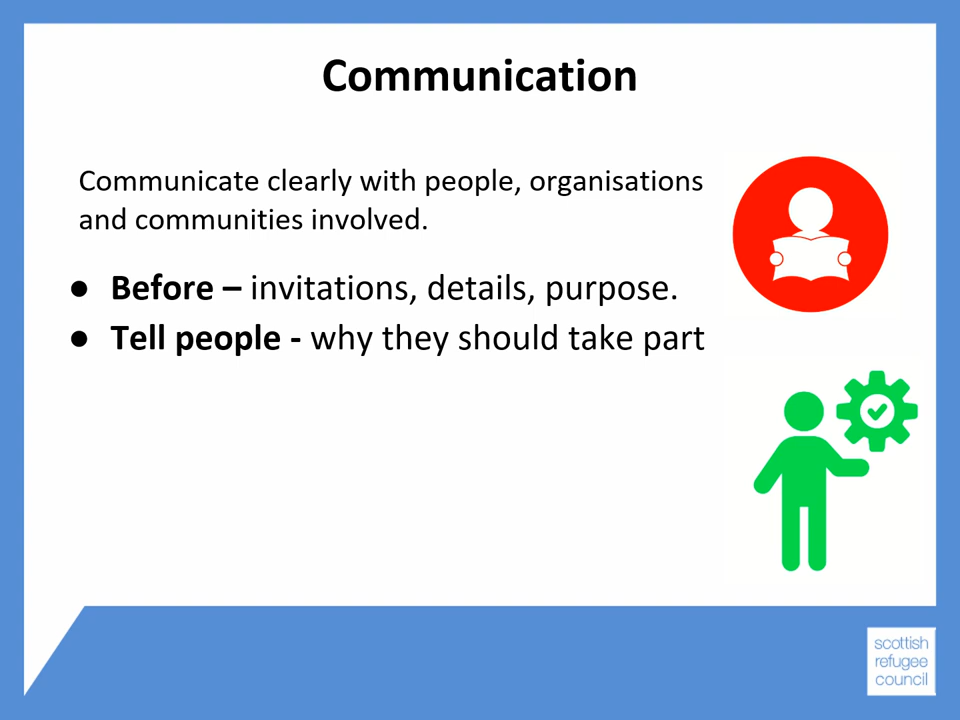 Communication
Communicate clearly with people, organisations
and communities involved.
● Before – invitations, details, purpose.
● Tell people - why they should take part
scottish
refugee
council